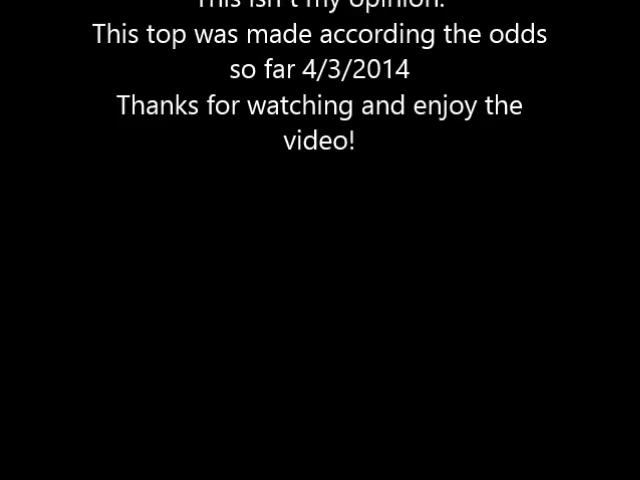 This isn't my opinion.
This top was made according the odds
so far 4/3/2014
Thanks for watching and enjoy the
video!